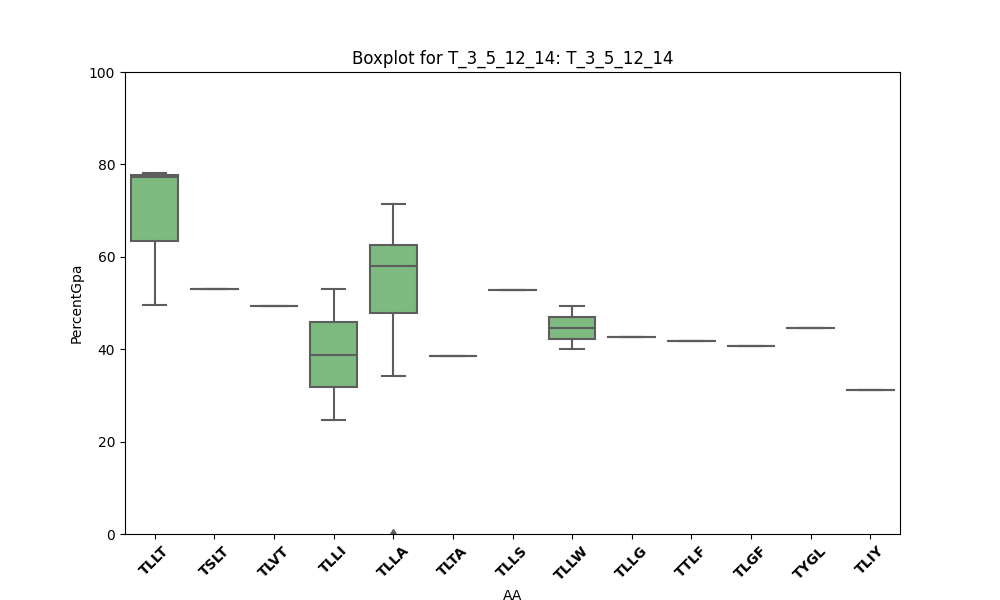 Boxplot for T_3_5_12_14: T_3_5_12_14
100
80
60
40
20
0
PercentGpa
TLLT TSLT TLVT TLLI TLLA TLTA TLLS TLLW TLLG TTLF TLGF TYGL TLIY
AA